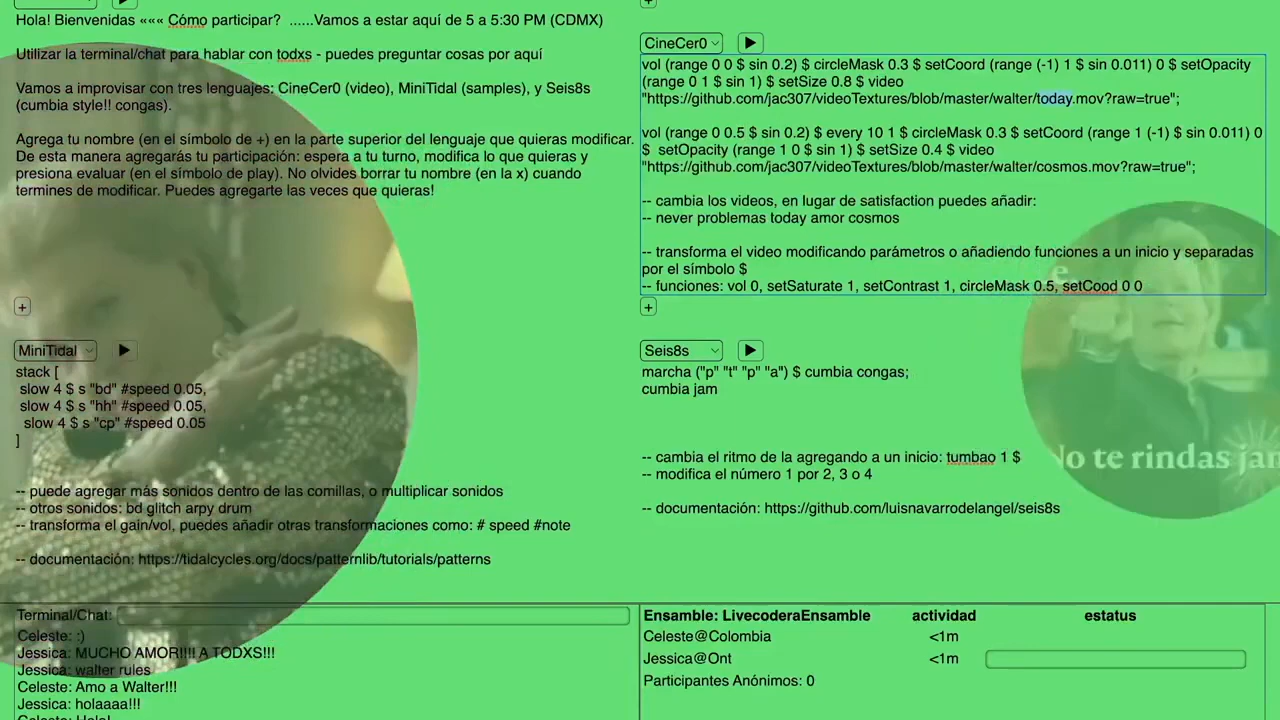 Hola! Bienvenidas ««« Cómo participar?  ......Vamos a estar aquí de 5 a 5:30 PM (CDMX)
Utilizar la terminal/chat para hablar con todxs - puedes preguntar cosas por aquí
Vamos a improvisar con tres lenguajes: CineCer0 (video), MiniTidal (samples), y Seis8s
(cumbia style!! congas).
Agrega tu nombre (en el símbolo de +) en la parte superior del lenguaje que quieras modificar.
De esta manera agregarás tu participación: espera a tu turno, modifica lo que quieras y
presiona evaluar (en el símbolo de play). No olvides borrar tu nombre (en la x) cuando
termines de modificar. Puedes agregarte las veces que quieras!
+
CineCer0
vol (range 0 0 $ sin 0.2) $ circleMask 0.3 $ setCoord (range (-1) 1 $ sin 0.011) 0 $ setOpacity
(range 0 1 $ sin 1) $ setSize 0.8 $ video
"https://github.com/jac307/videoTextures/blob/master/walter/today.mov?raw=true";
vol (range 0 0.5 $ sin 0.2) $ every 10 1 $ circleMask 0.3 $ setCoord (range 1 (-1) $ sin 0.011) 0
$  setOpacity (range 1 0 $ sin 1) $ setSize 0.4 $ video
"https://github.com/jac307/videoTextures/blob/master/walter/cosmos.mov?raw=true";
-- cambia los videos, en lugar de satisfaction puedes añadir:
-- never problemas today amor cosmos
-- transforma el video modificando parámetros o añadiendo funciones a un inicio y separadas
por el símbolo $
-- funciones: vol 0, setSaturate 1, setContrast 1, circleMask 0.5, setCood 0 0
+
MiniTidal
stack [
slow 4 $ s "bd" #speed 0.05,
slow 4 $ s "hh" #speed 0.05,
slow 4 $ s "cp" #speed 0.05
]
-- puede agregar más sonidos dentro de las comillas, o multiplicar sonidos
-- otros sonidos: bd glitch arpy drum
-- transforma el gain/vol, puedes añadir otras transformaciones como: # speed #note
-- documentación: https://tidalcycles.org/docs/patternlib/tutorials/patterns
Seis8s
marcha ("p" "t" "p" "a") $ cumbia congas;
cumbia jam
-- cambia el ritmo de la agregando a un inicio: tumbao 1 $
-- modifica el número 1 por 2, 3 o 4
-- documentación: https://github.com/luisnavarrodelangel/seis8s
No te rindas jam
Terminal/Chat:
Celeste: :)
Jessica: MUCHO AMOR!!!! A TODXS!!!
Jessica: walter rules
Celeste: Amo a Walter!!!
Jessica: holaaaa!!!
Celeste: Hola!
Ensamble: LivecoderaEnsamble actividad estatus
Celeste@Colombia <1m
Jessica@Ont <1m
Participantes Anónimos: 0